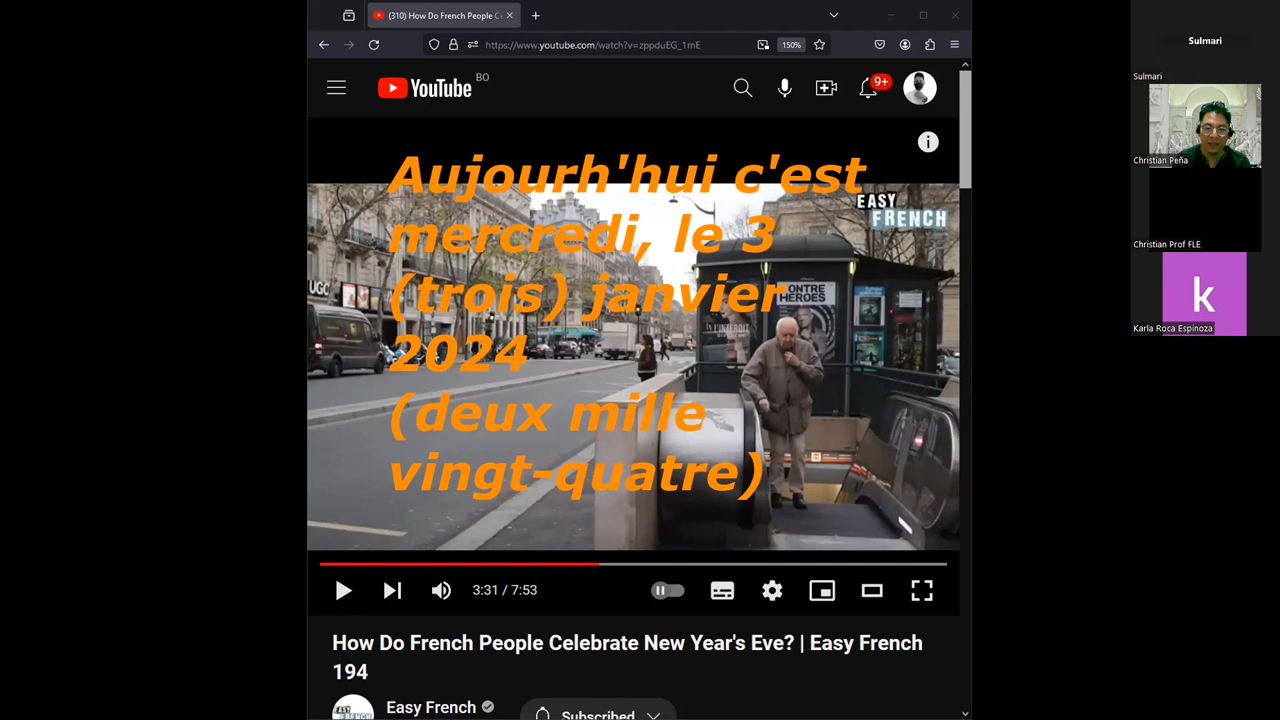 (310) How Do French People C
https://www.youtube.com/watch?v=zppduEG_1mE
150%
YouTube BO
9+
Aujourh'hui c'est
mercredi, le 3
(trois) janvier
2024
(deux mille
vingt-quatre)
EASY
FRENCH
UGC
CONTRE
HEROES
L'INTERDIT
3:31 / 7:53
How Do French People Celebrate New Year's Eve? | Easy French
194
EASY
FRENCH
Easy French
Subscribed
Sulmari
Sulmari
Christian Peña
Christian Prof FLE
k
Karla Roca Espinoza